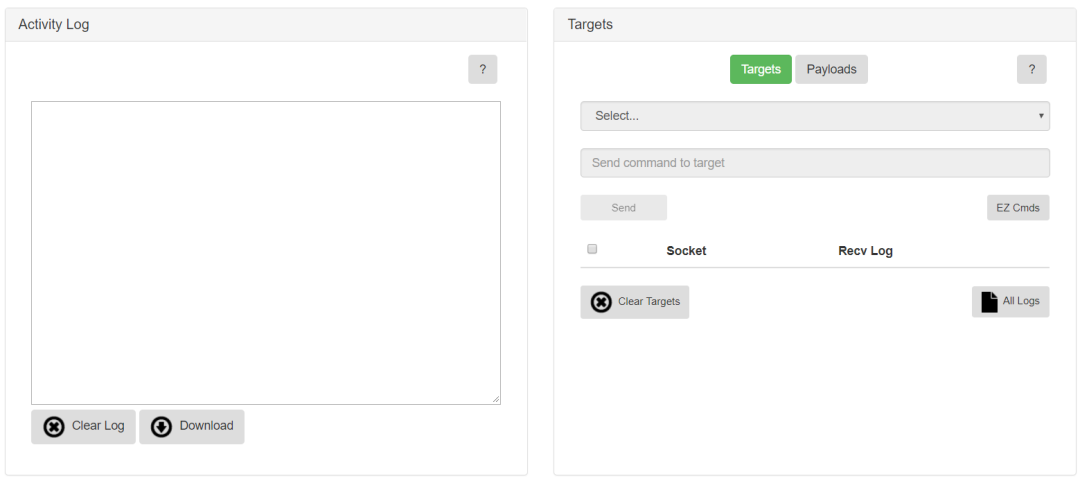 Activity Log
?
Clear Log
Download
Targets
Targets
Payloads
?
Select...
Send command to target
Send
EZ Cmds
Socket
Recv Log
Clear Targets
All Logs